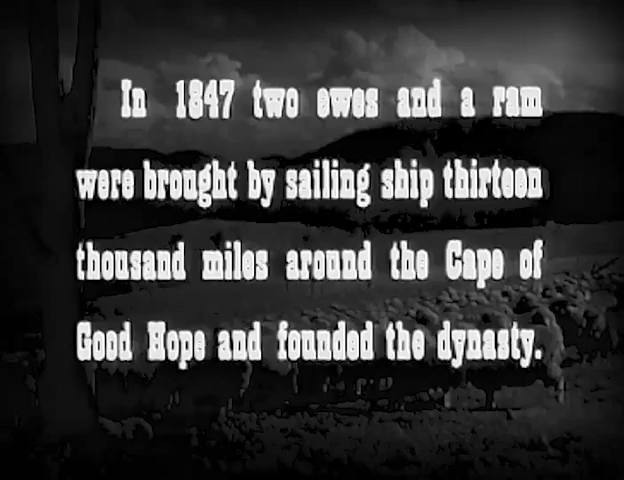 In 1847 two ewes and a ram
were brought by sailing ship thirteen
thousand miles around the Cape of
Good Hope and founded the dynasty.